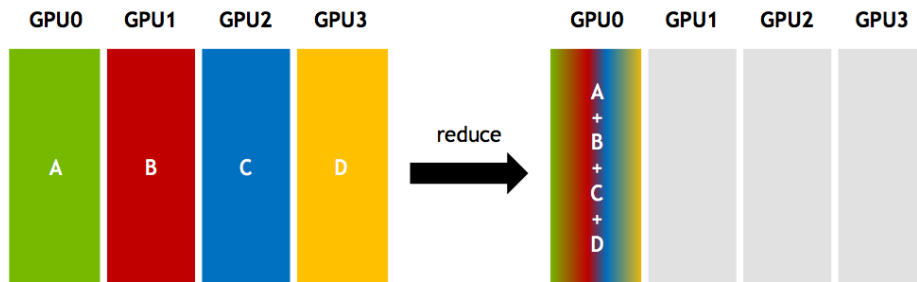 GPU0 GPU1 GPU2 GPU3 GPU0 GPU1 GPU2 GPU3
A B C D
reduce
A
+
B
+
C
+
D